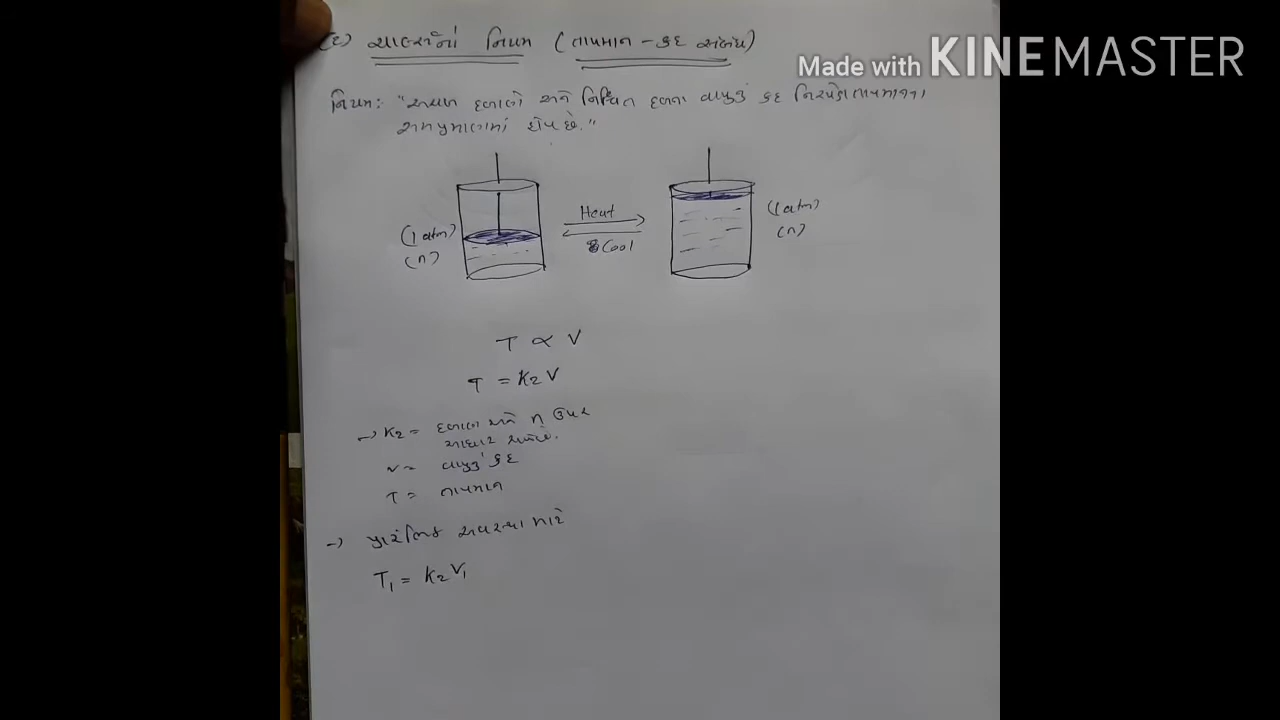 (૨) ચાર્લ્સનો નિયમ (તાપમાન - કદ સંબંધ)
Made with KINEMASTER
નિયમ: "અચળ દબાણે અને નિશ્ચિત દળના વાયુનું કદ નિરપેક્ષ તાપમાનના
સમપ્રમાણમાં હોય છે."
(1 atm)
(n)
Heat
Cool
(1 atm)
(n)
T ∝ V
T = K₂ V
→ K₂ = દબાણ અને n ઉપર
આધાર રાખે.
V = વાયુનું કદ
T = તાપમાન
→ પ્રારંભિક અવસ્થા માટે
T₁ = K₂ V₁